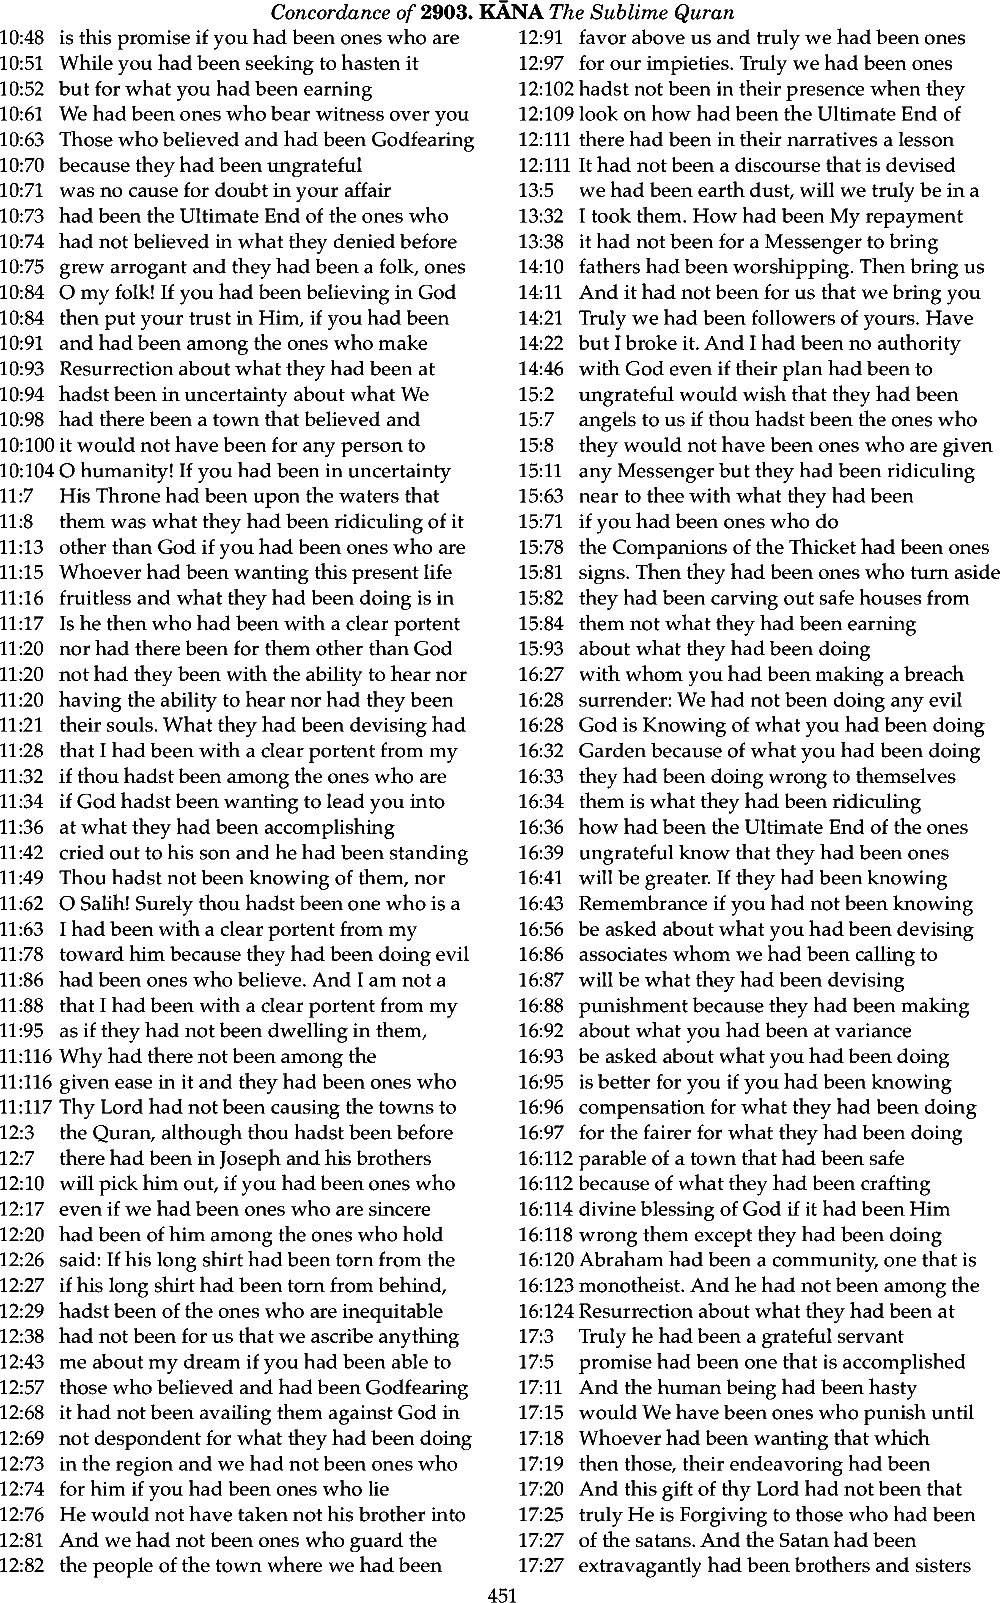 Concordance of 2903. KĀNA The Sublime Quran
10:48 is this promise if you had been ones who are
10:51 While you had been seeking to hasten it
10:52 but for what you had been earning
10:61 We had been ones who bear witness over you
10:63 Those who believed and had been Godfearing
10:70 because they had been ungrateful
10:71 was no cause for doubt in your affair
10:73 had been the Ultimate End of the ones who
10:74 had not believed in what they denied before
10:75 grew arrogant and they had been a folk, ones
10:84 O my folk! If you had been believing in God
10:84 then put your trust in Him, if you had been
10:91 and had been among the ones who make
10:93 Resurrection about what they had been at
10:94 hadst been in uncertainty about what We
10:98 had there been a town that believed and
10:100 it would not have been for any person to
10:104 O humanity! If you had been in uncertainty
11:7 His Throne had been upon the waters that
11:8 them was what they had been ridiculing of it
11:13 other than God if you had been ones who are
11:15 Whoever had been wanting this present life
11:16 fruitless and what they had been doing is in
11:17 Is he then who had been with a clear portent
11:20 nor had there been for them other than God
11:20 not had they been with the ability to hear nor
11:20 having the ability to hear nor had they been
11:21 their souls. What they had been devising had
11:28 that I had been with a clear portent from my
11:32 if thou hadst been among the ones who are
11:34 if God hadst been wanting to lead you into
11:36 at what they had been accomplishing
11:42 cried out to his son and he had been standing
11:49 Thou hadst not been knowing of them, nor
11:62 O Salih! Surely thou hadst been one who is a
11:63 I had been with a clear portent from my
11:78 toward him because they had been doing evil
11:86 had been ones who believe. And I am not a
11:88 that I had been with a clear portent from my
11:95 as if they had not been dwelling in them,
11:116 Why had there not been among the
11:116 given ease in it and they had been ones who
11:117 Thy Lord had not been causing the towns to
12:3 the Quran, although thou hadst been before
12:7 there had been in Joseph and his brothers
12:10 will pick him out, if you had been ones who
12:17 even if we had been ones who are sincere
12:20 had been of him among the ones who hold
12:26 said: If his long shirt had been torn from the
12:27 if his long shirt had been torn from behind,
12:29 hadst been of the ones who are inequitable
12:38 had not been for us that we ascribe anything
12:43 me about my dream if you had been able to
12:57 those who believed and had been Godfearing
12:68 it had not been availing them against God in
12:69 not despondent for what they had been doing
12:73 in the region and we had not been ones who
12:74 for him if you had been ones who lie
12:76 He would not have taken not his brother into
12:81 And we had not been ones who guard the
12:82 the people of the town where we had been
12:91 favor above us and truly we had been ones
12:97 for our impieties. Truly we had been ones
12:102 hadst not been in their presence when they
12:109 look on how had been the Ultimate End of
12:111 there had been in their narratives a lesson
12:111 It had not been a discourse that is devised
13:5 we had been earth dust, will we truly be in a
13:32 I took them. How had been My repayment
13:38 it had not been for a Messenger to bring
14:10 fathers had been worshipping. Then bring us
14:11 And it had not been for us that we bring you
14:21 Truly we had been followers of yours. Have
14:22 but I broke it. And I had been no authority
14:46 with God even if their plan had been to
15:2 ungrateful would wish that they had been
15:7 angels to us if thou hadst been the ones who
15:8 they would not have been ones who are given
15:11 any Messenger but they had been ridiculing
15:63 near to thee with what they had been
15:71 if you had been ones who do
15:78 the Companions of the Thicket had been ones
15:81 signs. Then they had been ones who turn aside
15:82 they had been carving out safe houses from
15:84 them not what they had been earning
15:93 about what they had been doing
16:27 with whom you had been making a breach
16:28 surrender: We had not been doing any evil
16:28 God is Knowing of what you had been doing
16:32 Garden because of what you had been doing
16:33 they had been doing wrong to themselves
16:34 them is what they had been ridiculing
16:36 how had been the Ultimate End of the ones
16:39 ungrateful know that they had been ones
16:41 will be greater. If they had been knowing
16:43 Remembrance if you had not been knowing
16:56 be asked about what you had been devising
16:86 associates whom we had been calling to
16:87 will be what they had been devising
16:88 punishment because they had been making
16:92 about what you had been at variance
16:93 be asked about what you had been doing
16:95 is better for you if you had been knowing
16:96 compensation for what they had been doing
16:97 for the fairer for what they had been doing
16:112 parable of a town that had been safe
16:112 because of what they had been crafting
16:114 divine blessing of God if it had been Him
16:118 wrong them except they had been doing
16:120 Abraham had been a community, one that is
16:123 monotheist. And he had not been among the
16:124 Resurrection about what they had been at
17:3 Truly he had been a grateful servant
17:5 promise had been one that is accomplished
17:11 And the human being had been hasty
17:15 would We have been ones who punish until
17:18 Whoever had been wanting that which
17:19 then those, their endeavoring had been
17:20 And this gift of thy Lord had not been that
17:25 truly He is Forgiving to those who had been
17:27 of the satans. And the Satan had been
17:27 extravagantly had been brothers and sisters
451